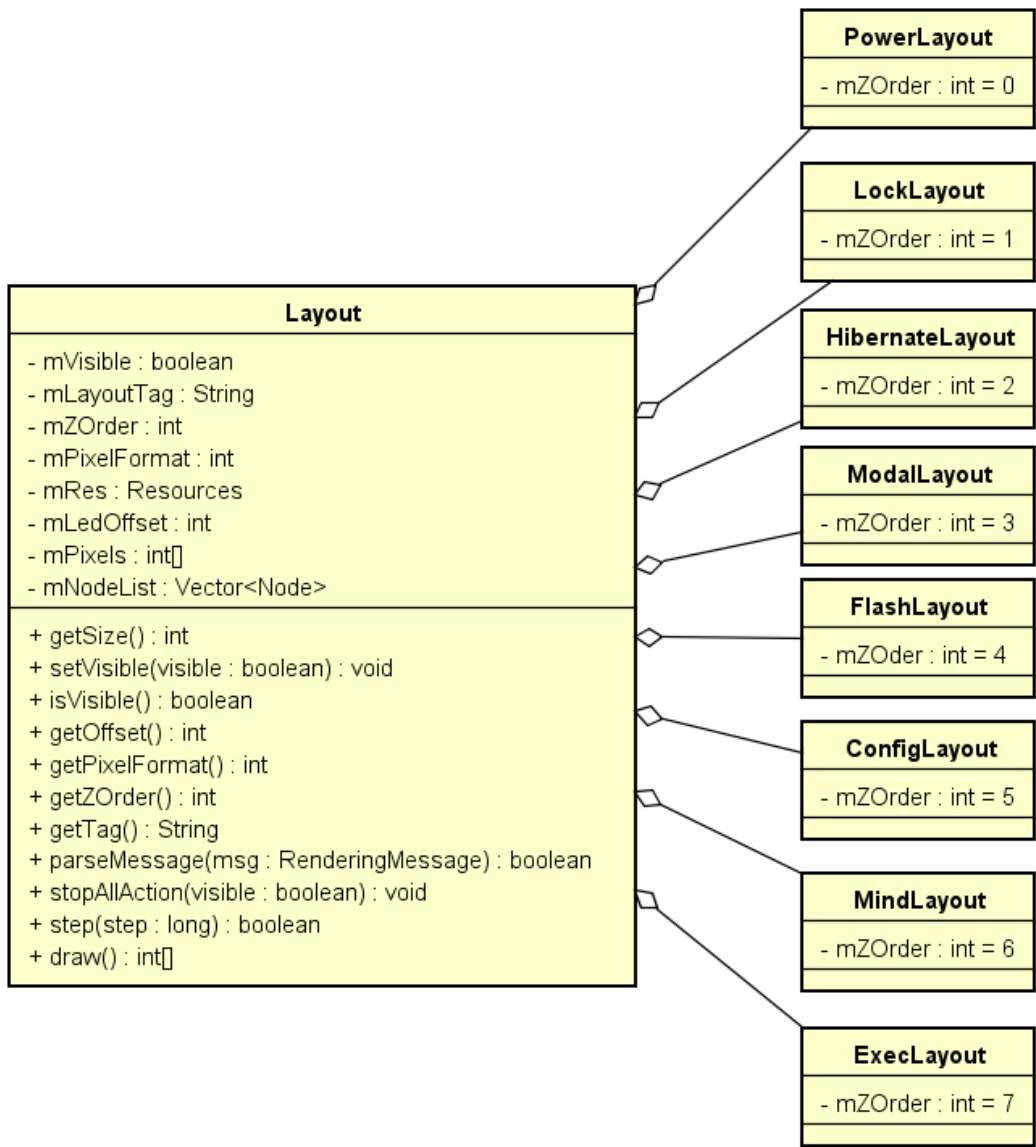 Layout
- mVisible : boolean
- mLayoutTag : String
- mZOrder : int
- mPixelFormat : int
- mRes : Resources
- mLedOffset : int
- mPixels : int[]
- mNodeList : Vector<Node>
+ getSize() : int
+ setVisible(visible : boolean) : void
+ isVisible() : boolean
+ getOffset() : int
+ getPixelFormat() : int
+ getZOrder() : int
+ getTag() : String
+ parseMessage(msg : RenderingMessage) : boolean
+ stopAllAction(visible : boolean) : void
+ step(step : long) : boolean
+ draw() : int[]
PowerLayout
- mZOrder : int = 0
LockLayout
- mZOrder : int = 1
HibernateLayout
- mZOrder : int = 2
ModalLayout
- mZOrder : int = 3
FlashLayout
- mZOder : int = 4
ConfigLayout
- mZOrder : int = 5
MindLayout
- mZOrder : int = 6
ExecLayout
- mZOrder : int = 7